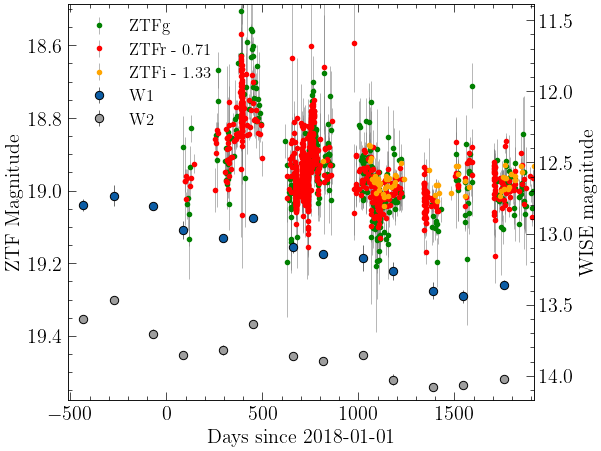 ZTFg
ZTFr - 0.71
ZTFi - 1.33
W1
W2
18.6
18.8
19.0
19.2
19.4
ZTF Magnitude
11.5
12.0
12.5
13.0
13.5
14.0
WISE magnitude
−500 0 500 1000 1500
Days since 2018-01-01